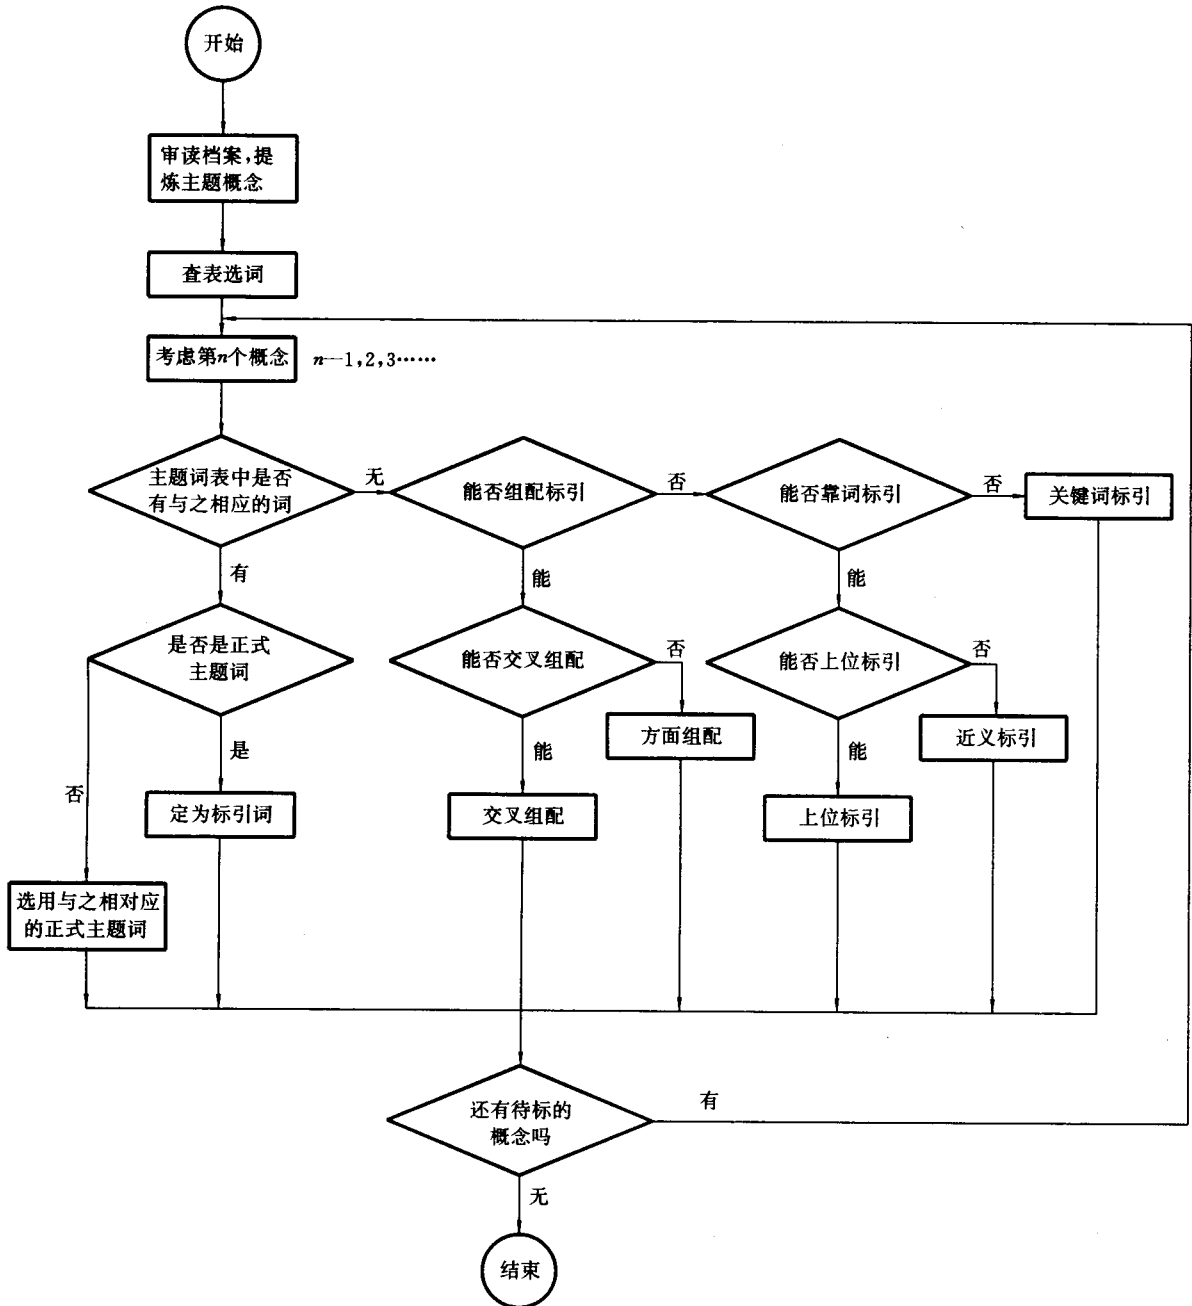 开始
审读档案,提
炼主题概念
查表选词
考虑第n个概念
n—1,2,3……
主题词表中是否
有与之相应的词
无
能否组配标引
否
能否靠词标引
否
关键词标引
有
能
能
是否是正式
主题词
能否交叉组配
否
能否上位标引
否
方面组配
近义标引
是
能
能
否
定为标引词
交叉组配
上位标引
选用与之相对应
的正式主题词
还有待标的
概念吗
有
无
结束